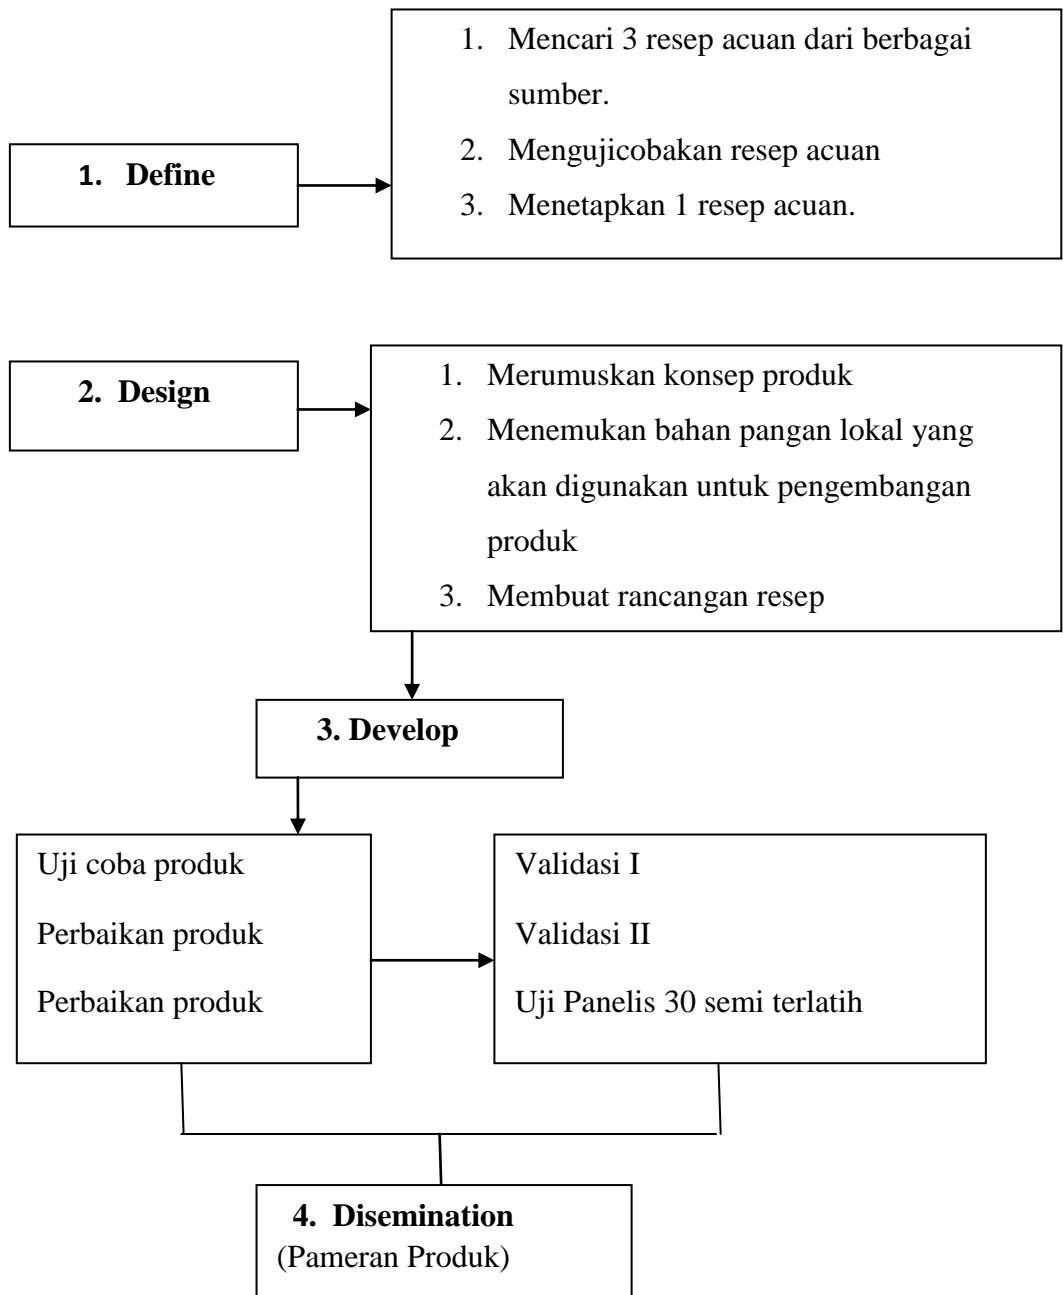 1. Define
1. Mencari 3 resep acuan dari berbagai
sumber.
2. Mengujicobakan resep acuan
3. Menetapkan 1 resep acuan.
2. Design
1. Merumuskan konsep produk
2. Menemukan bahan pangan lokal yang
akan digunakan untuk pengembangan
produk
3. Membuat rancangan resep
3. Develop
Uji coba produk
Perbaikan produk
Perbaikan produk
Validasi I
Validasi II
Uji Panelis 30 semi terlatih
4. Disemination
(Pameran Produk)